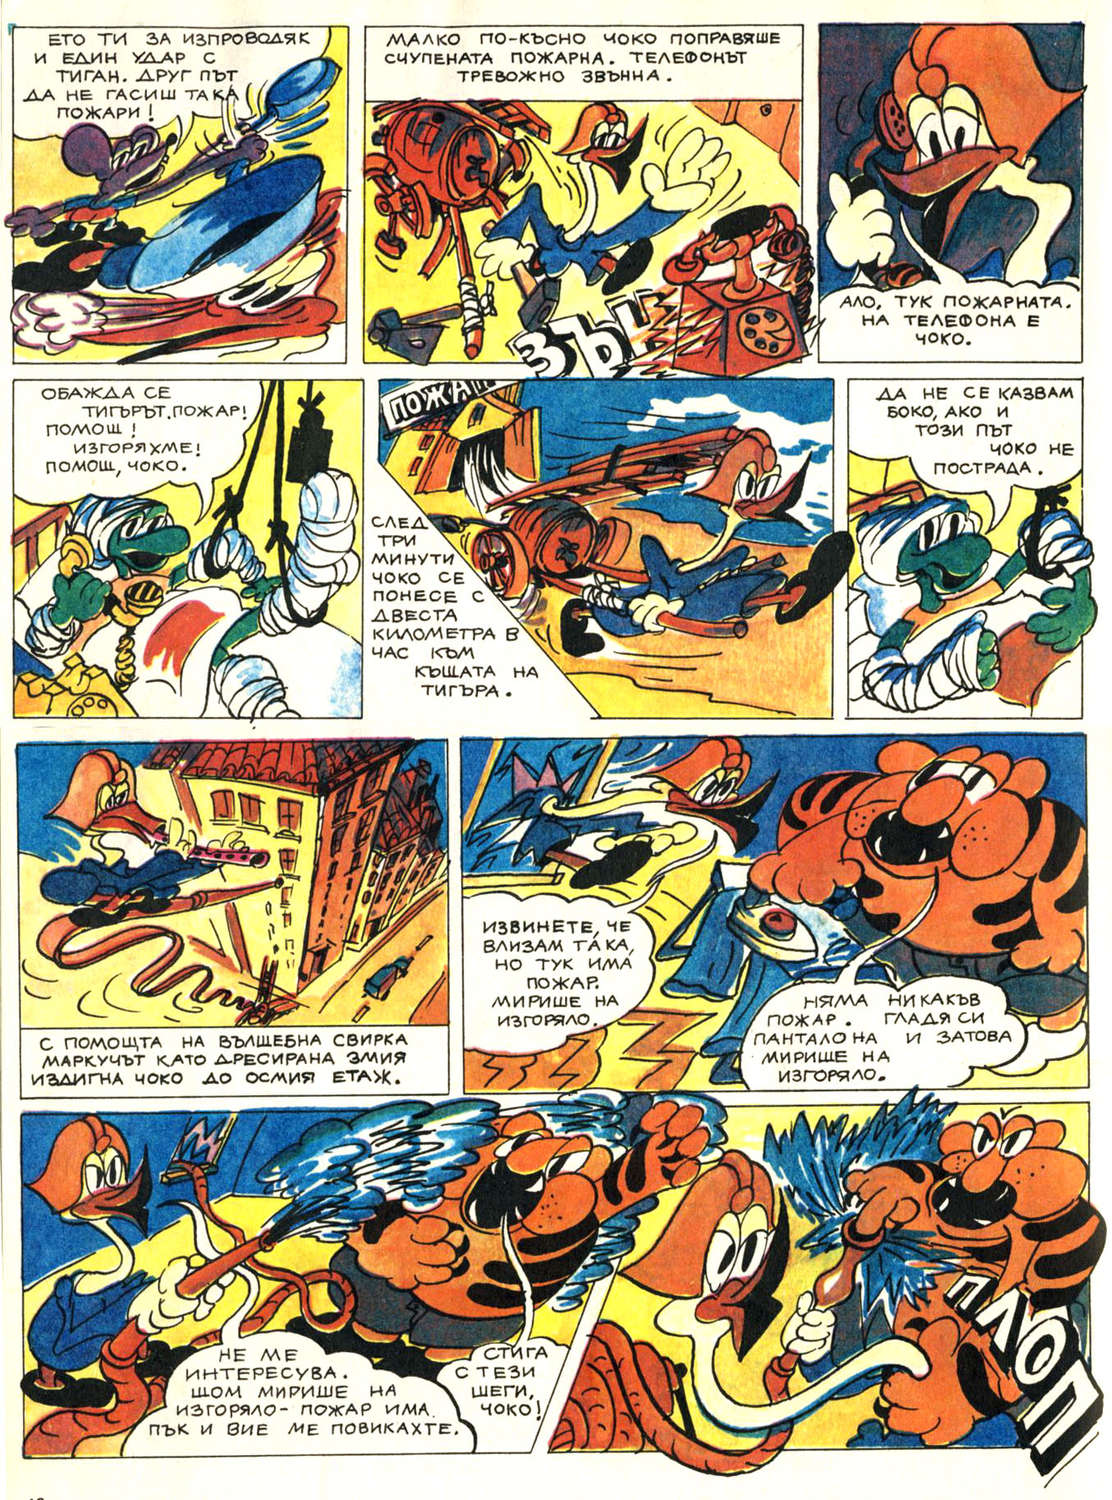 ЕТО ТИ ЗА ИЗПРОВОДЯК
И ЕДИН УДАР С
ТИГАН. ДРУГ ПЪТ
ДА НЕ ГАСИШ ТАКА
ПОЖАРИ!
МАЛКО ПО-КЪСНО ЧОКО ПОПРАВЯШЕ
СЧУПЕНАТА ПОЖАРНА. ТЕЛЕФОНЪТ
ТРЕВОЖНО ЗВЪННА.
ЗЪЦ
АЛО, ТУК ПОЖАРНАТА.
НА ТЕЛЕФОНА Е
ЧОКО.
ОБАЖДА СЕ
ТИГЪРЪТ. ПОЖАР!
ПОМОЩ!
ИЗГОРЯХМЕ!
ПОМОЩ, ЧОКО.
ПОЖА
СЛЕД
ТРИ
МИНУТИ
ЧОКО СЕ
ПОНЕСЕ С
ДВЕСТА
КИЛОМЕТРА В
ЧАС КЪМ
КЪЩАТА НА
ТИГЪРА.
ДА НЕ СЕ КАЗВАМ
БОКО, АКО И
ТОЗИ ПЪТ
ЧОКО НЕ
ПОСТРАДА.
С ПОМОЩТА НА ВЪЛШЕБНА СВИРКА
МАРКУЧЪТ КАТО ДРЕСИРАНА ЗМИЯ
ИЗДИГНА ЧОКО ДО ОСМИЯ ЕТАЖ.
ИЗВИНЕТЕ, ЧЕ
ВЛИЗАМ ТАКА,
НО ТУК ИМА
ПОЖАР.
МИРИШЕ НА
ИЗГОРЯЛО.
НЯМА НИКАКЪВ
ПОЖАР. ГЛАДЯ СИ
ПАНТАЛОНА И ЗАТОВА
МИРИШЕ НА
ИЗГОРЯЛО.
НЕ МЕ
ИНТЕРЕСУВА.
ЩОМ МИРИШЕ НА
ИЗГОРЯЛО- ПОЖАР ИМА.
ПЪК И ВИЕ МЕ ПОВИКАХТЕ.
СТИГА
С ТЕЗИ
ШЕГИ,
ЧОКО!
ПЛОП